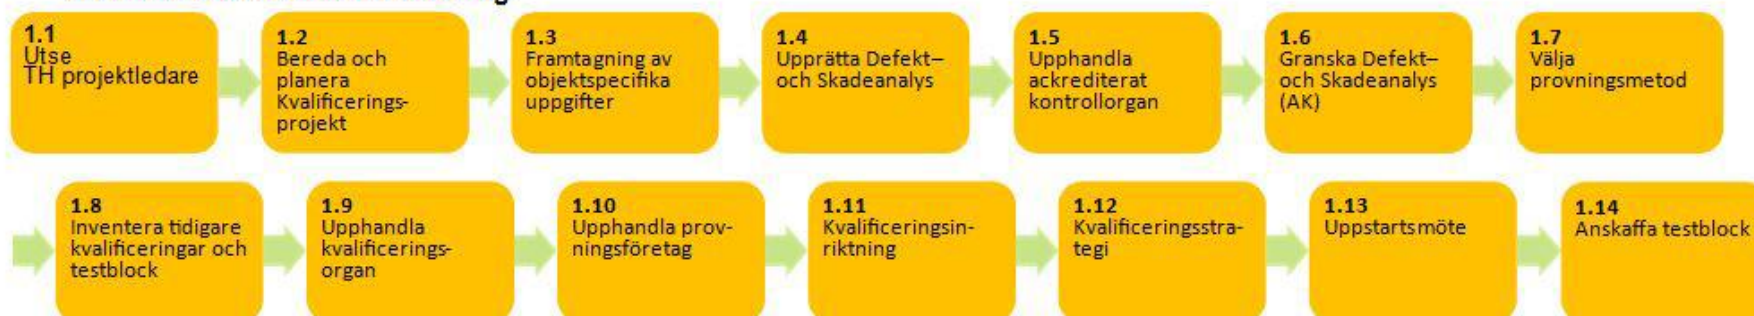 1.1
Utse
TH projektledare
1.2
Bereda och
planera
Kvalificerings-
projekt
1.3
Framtagning av
objektspecifika
uppgifter
1.4
Upprätta Defekt–
och Skadeanalys
1.5
Upphandla
ackrediterat
kontrollorgan
1.6
Granska Defekt–
och Skadeanalys
(AK)
1.7
Välja
provningsmetod
1.8
Inventera tidigare
kvalificeringar och
testblock
1.9
Upphandla
kvalificerings-
organ
1.10
Upphandla prov-
ningsföretag
1.11
Kvalificeringsin-
riktning
1.12
Kvalificeringsstra-
tegi
1.13
Uppstartsmöte
1.14
Anskaffa testblock